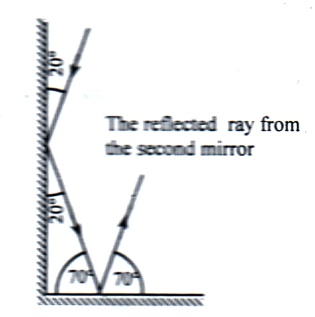 20°
The reflected ray from
the second mirror
20°
70° 70°